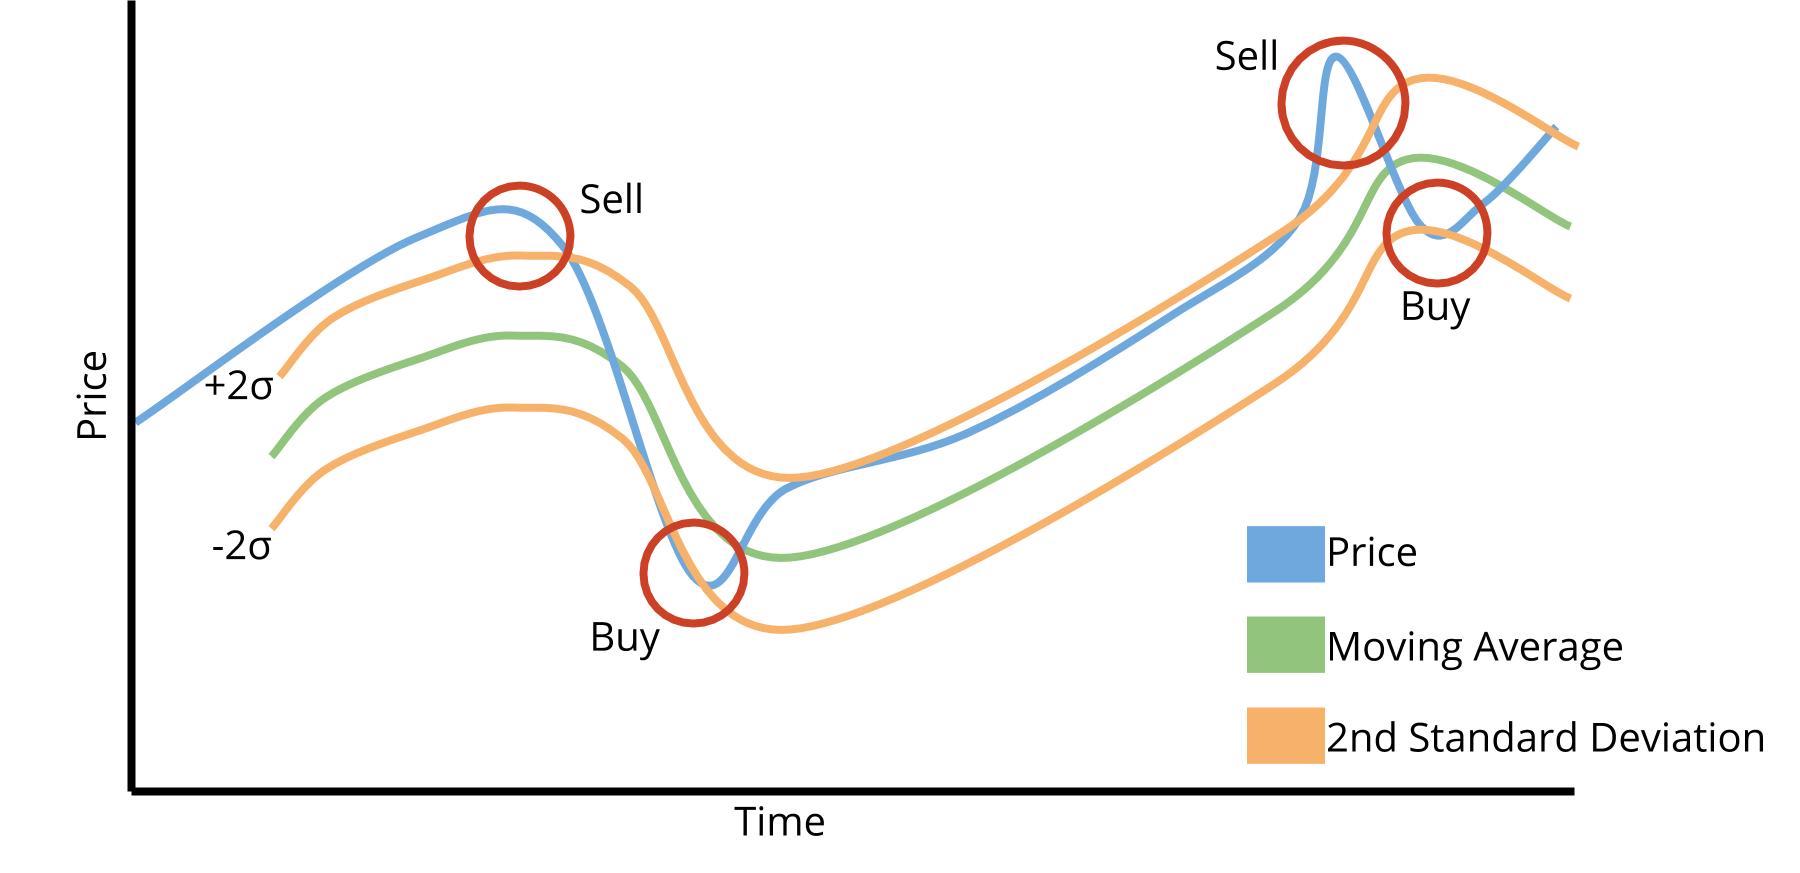 Sell
Sell
+2σ
Price
-2σ
Buy
Buy
Price
Moving Average
2nd Standard Deviation
Time